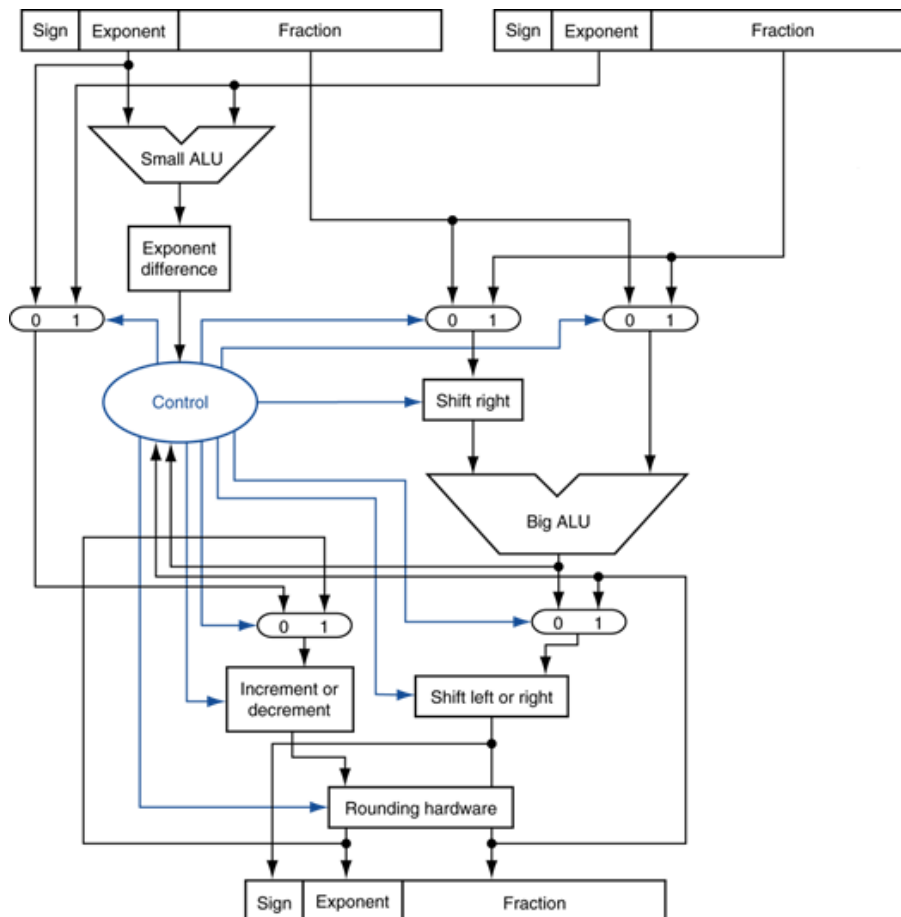 Sign Exponent Fraction Sign Exponent Fraction
Small ALU
Exponent
difference
0 1 0 1 0 1
Control
Shift right
Big ALU
0 1 0 1
Increment or
decrement
Shift left or right
Rounding hardware
Sign Exponent Fraction